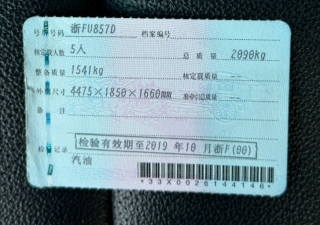 号牌号码 浙FU857D 档案编号
核定载人数 5人 总质量 2090kg
整备质量 1541kg 核定载质量 --
外廓尺寸 4475×1850×1660mm 准牵引总质量 --
备注
检验记录 检验有效期至2019年10月浙F(00)
汽油
*33X0026144146*